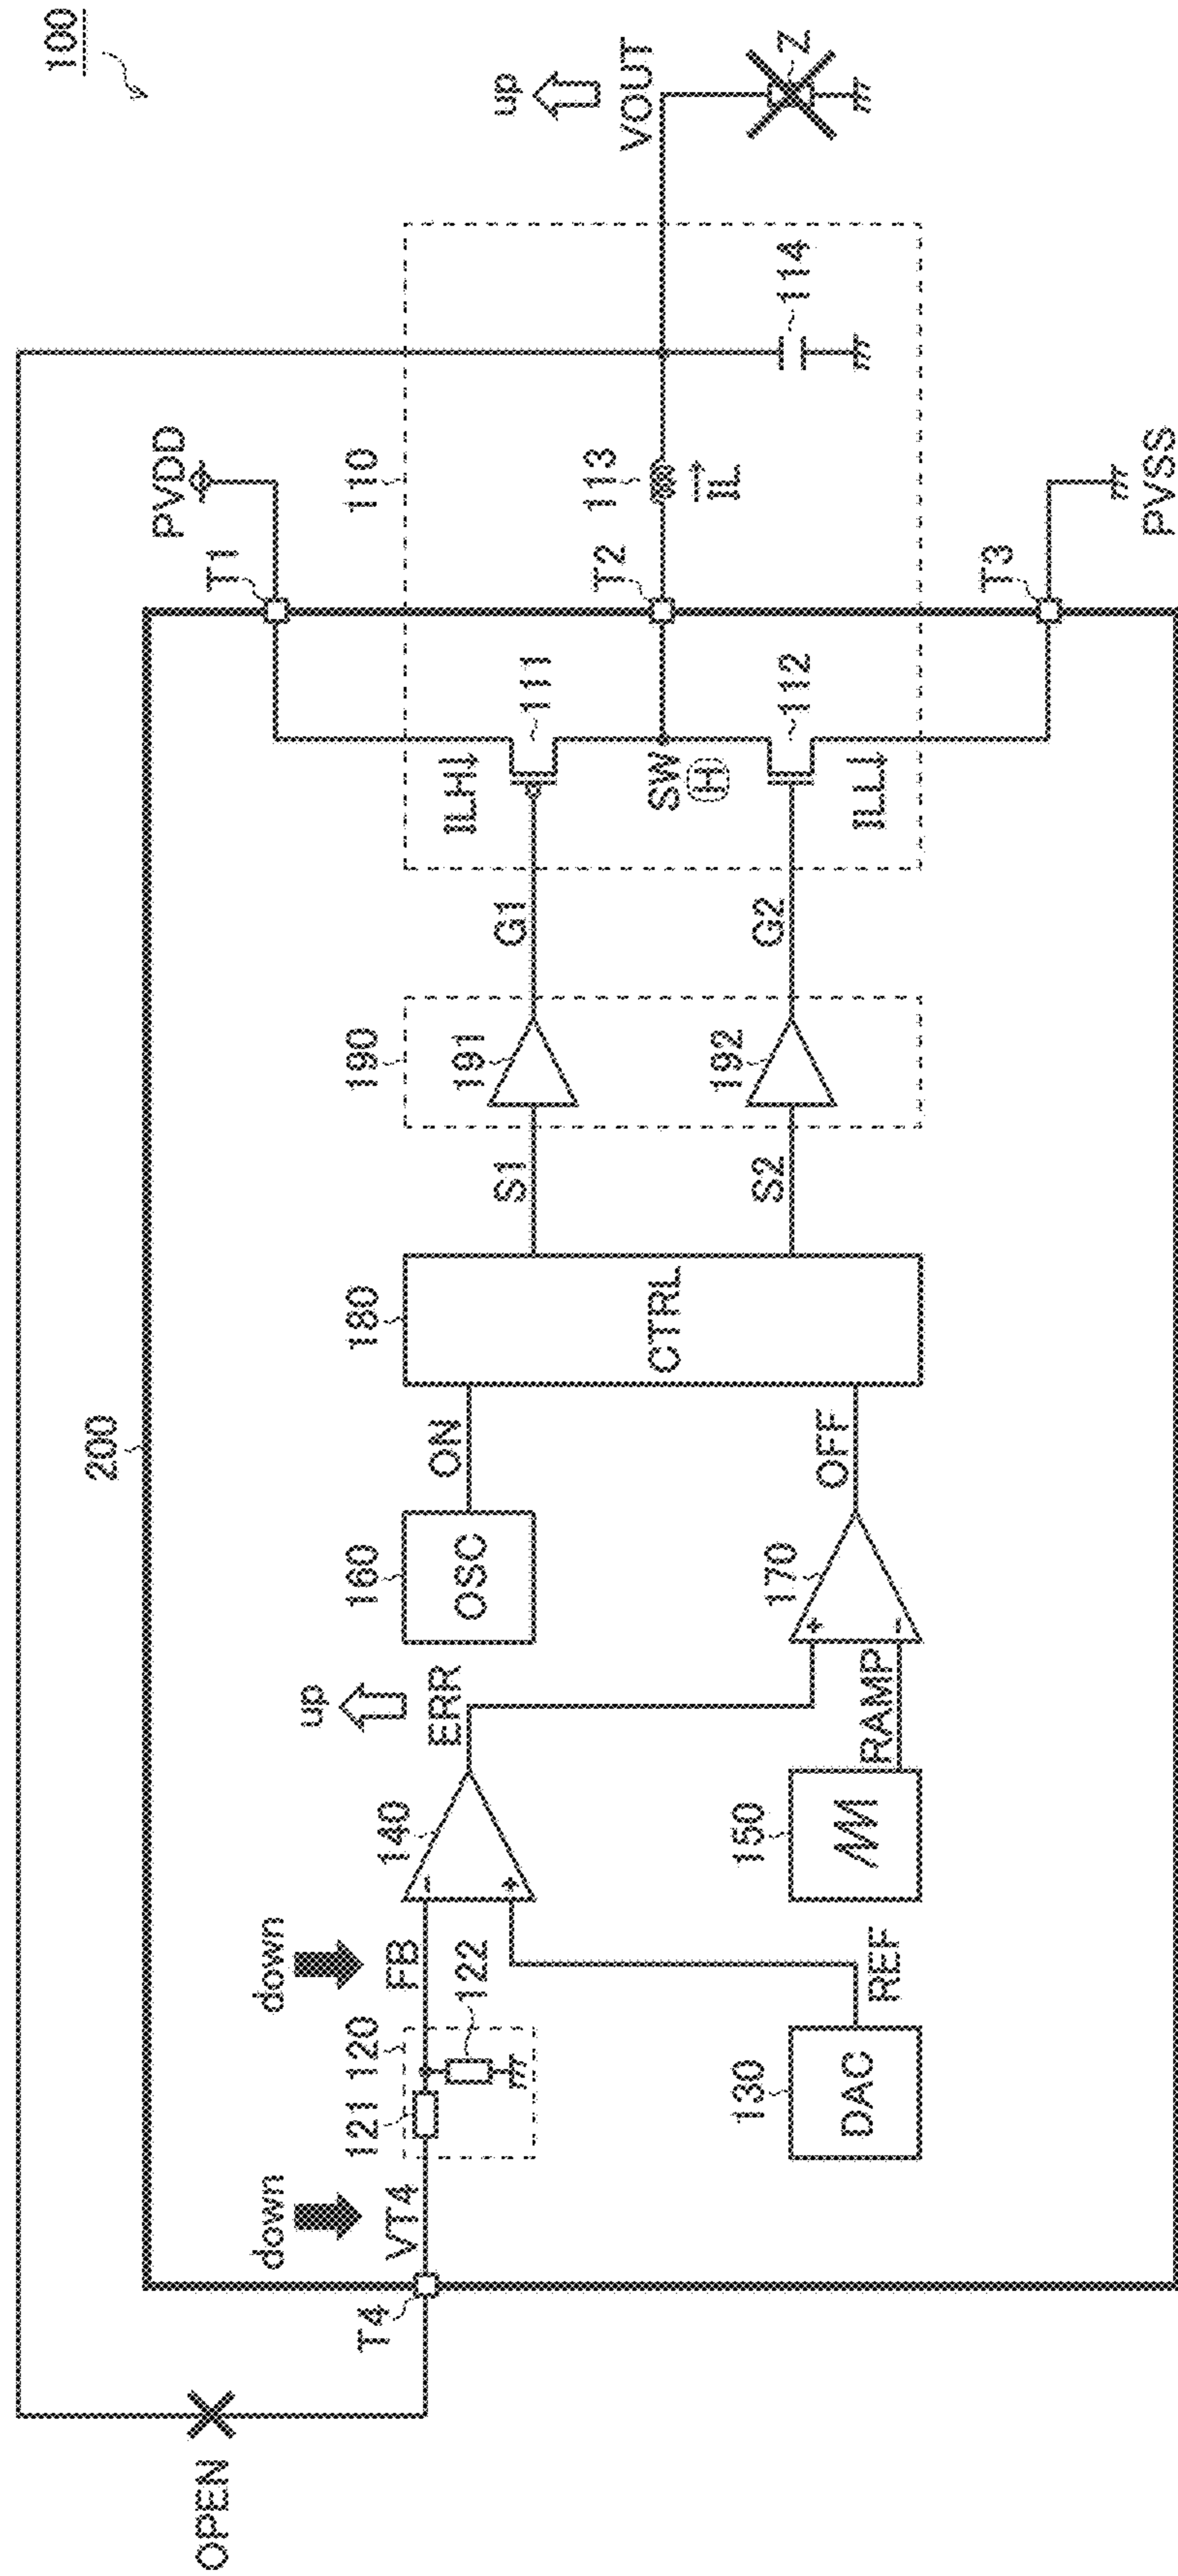 100
OPEN
T4
200
down
VT4
down
FB
120
121
122
130
DAC
REF
140
up
ERR
150
RAMP
160
OSC
ON
170
OFF
180
CTRL
S1
S2
190
191
192
G1
G2
110
ILH↓
111
SW
H
112
ILL↓
T1
PVDD
T2
113
IL
T3
PVSS
114
up
VOUT
Z